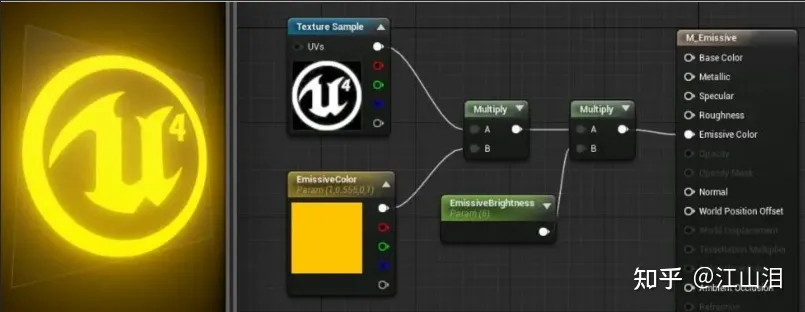 4
Texture Sample
UVs
4
EmissiveColor
Param (1,0.555,0,1)
Multiply
A
B
EmissiveBrightness
Param (6)
Multiply
A
B
M_Emissive
Base Color
Metallic
Specular
Roughness
Emissive Color
Opacity
Opacity Mask
Normal
World Position Offset
World Displacement
Tessellation Multiplier
Ambient Occlusion
Refraction
知乎 @江山泪